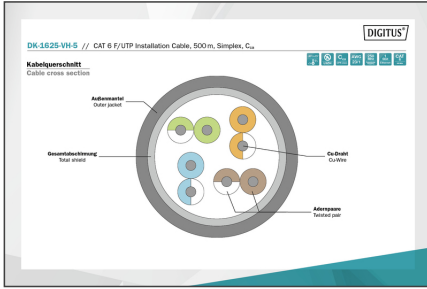 DIGITUS®
DK-1625-VH-5 // CAT 6 F/UTP Installation Cable, 500 m, Simplex, Cca
Kabelquerschnitt
Cable cross section
Außenmantel
Outer jacket
Gesamtabschirmung
Total shield
Cu-Draht
Cu-Wire
Adernpaare
Twisted pair